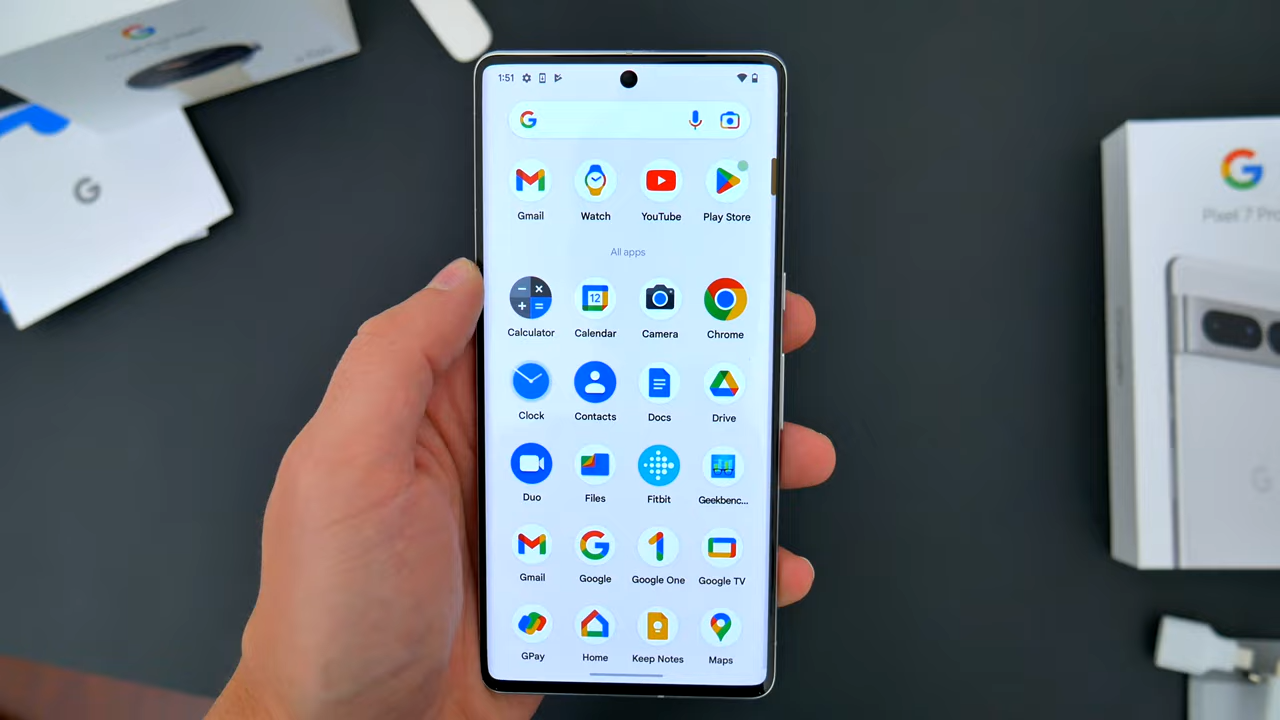 1:51
Gmail Watch YouTube Play Store
All apps
Calculator Calendar Camera Chrome
12
Clock Contacts Docs Drive
Duo Files Fitbit Geekbenc...
Gmail Google Google One Google TV
GPay Home Keep Notes Maps
G
Pixel 7 Pro